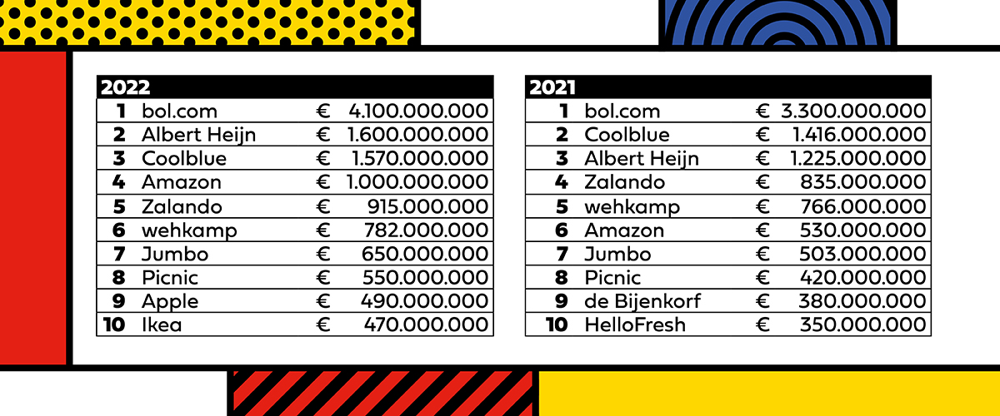 2022
1 bol.com € 4.100.000.000
2 Albert Heijn € 1.600.000.000
3 Coolblue € 1.570.000.000
4 Amazon € 1.000.000.000
5 Zalando € 915.000.000
6 wehkamp € 782.000.000
7 Jumbo € 650.000.000
8 Picnic € 550.000.000
9 Apple € 490.000.000
10 Ikea € 470.000.000
2021
1 bol.com € 3.300.000.000
2 Coolblue € 1.416.000.000
3 Albert Heijn € 1.225.000.000
4 Zalando € 835.000.000
5 wehkamp € 766.000.000
6 Amazon € 530.000.000
7 Jumbo € 503.000.000
8 Picnic € 420.000.000
9 de Bijenkorf € 380.000.000
10 HelloFresh € 350.000.000